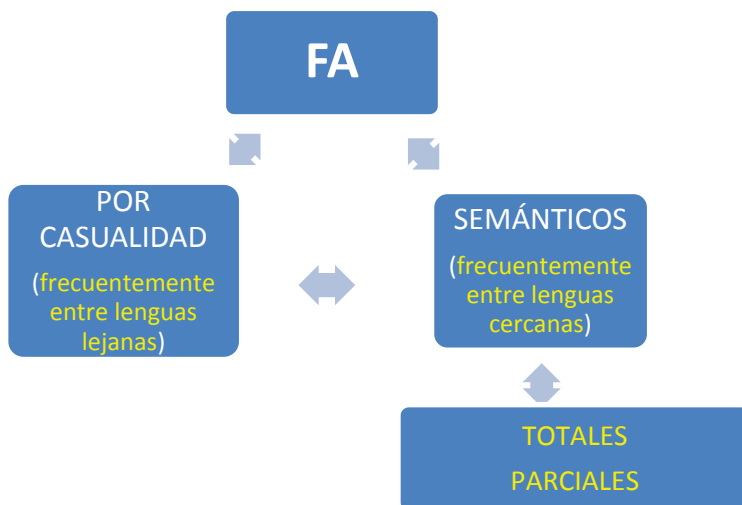 FA
POR
CASUALIDAD
(frecuentemente
entre lenguas
lejanas)
SEMÁNTICOS
(frecuentemente
entre lenguas
cercanas)
TOTALES
PARCIALES